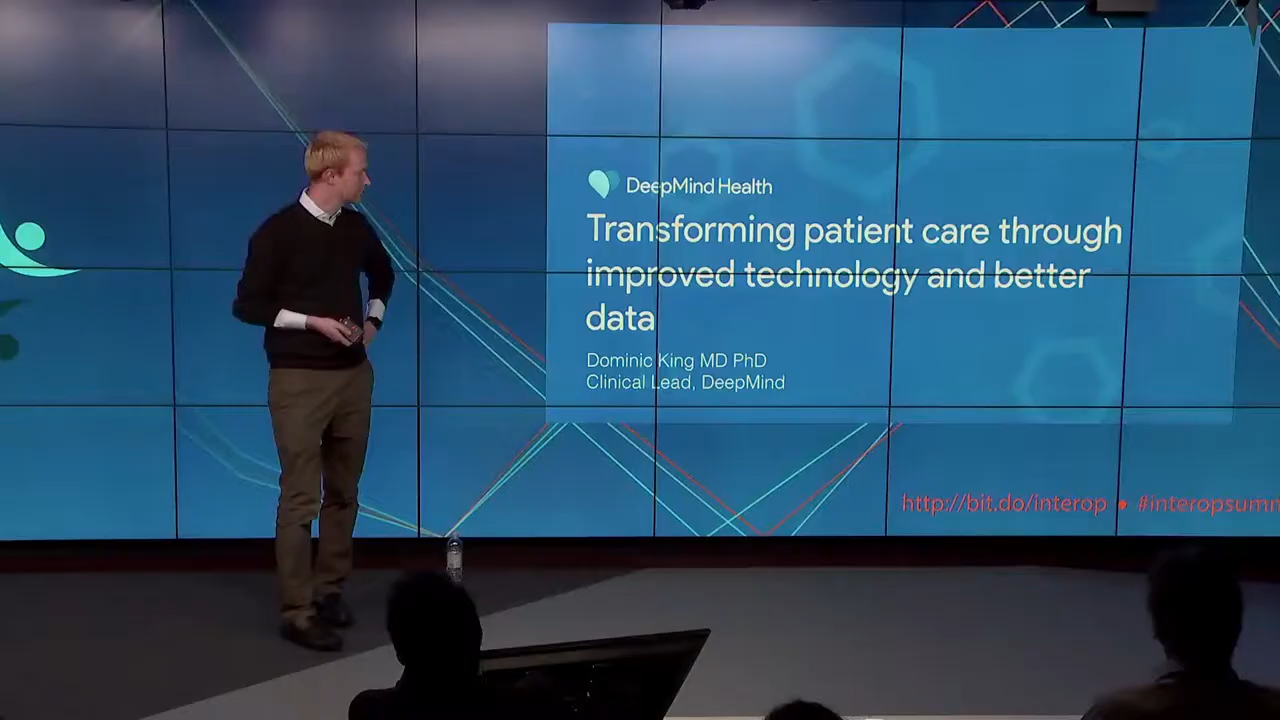 DeepMind Health
Transforming patient care through
improved technology and better
data
Dominic King MD PhD
Clinical Lead, DeepMind
http://bit.do/interop • #interopsumm